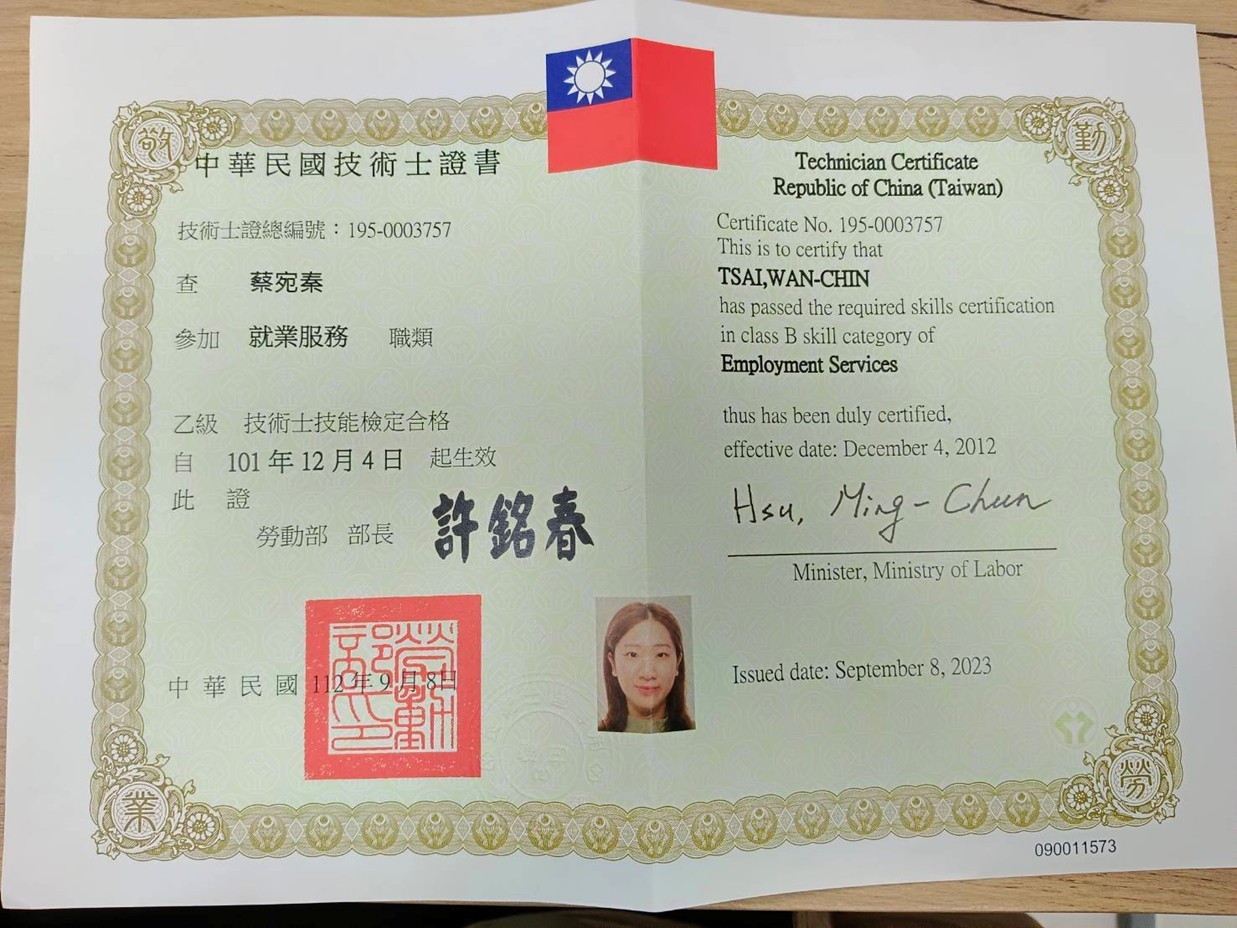 中華民國技術士證書
技術士證總編號：195-0003757
查 蔡宛秦
參加 就業服務 職類
乙級 技術士技能檢定合格
自 101 年 12 月 4 日 起生效
此 證
勞動部 部長 許銘春
中 華 民 國 112 年 9 月 8 日
勞動部印
Technician Certificate
Republic of China (Taiwan)
Certificate No. 195-0003757
This is to certify that
TSAI,WAN-CHIN
has passed the required skills certification
in class B skill category of
Employment Services
thus has been duly certified,
effective date: December 4, 2012
Hsu, Ming-Chun
Minister, Ministry of Labor
Issued date: September 8, 2023
090011573
敬
業
勤
勞